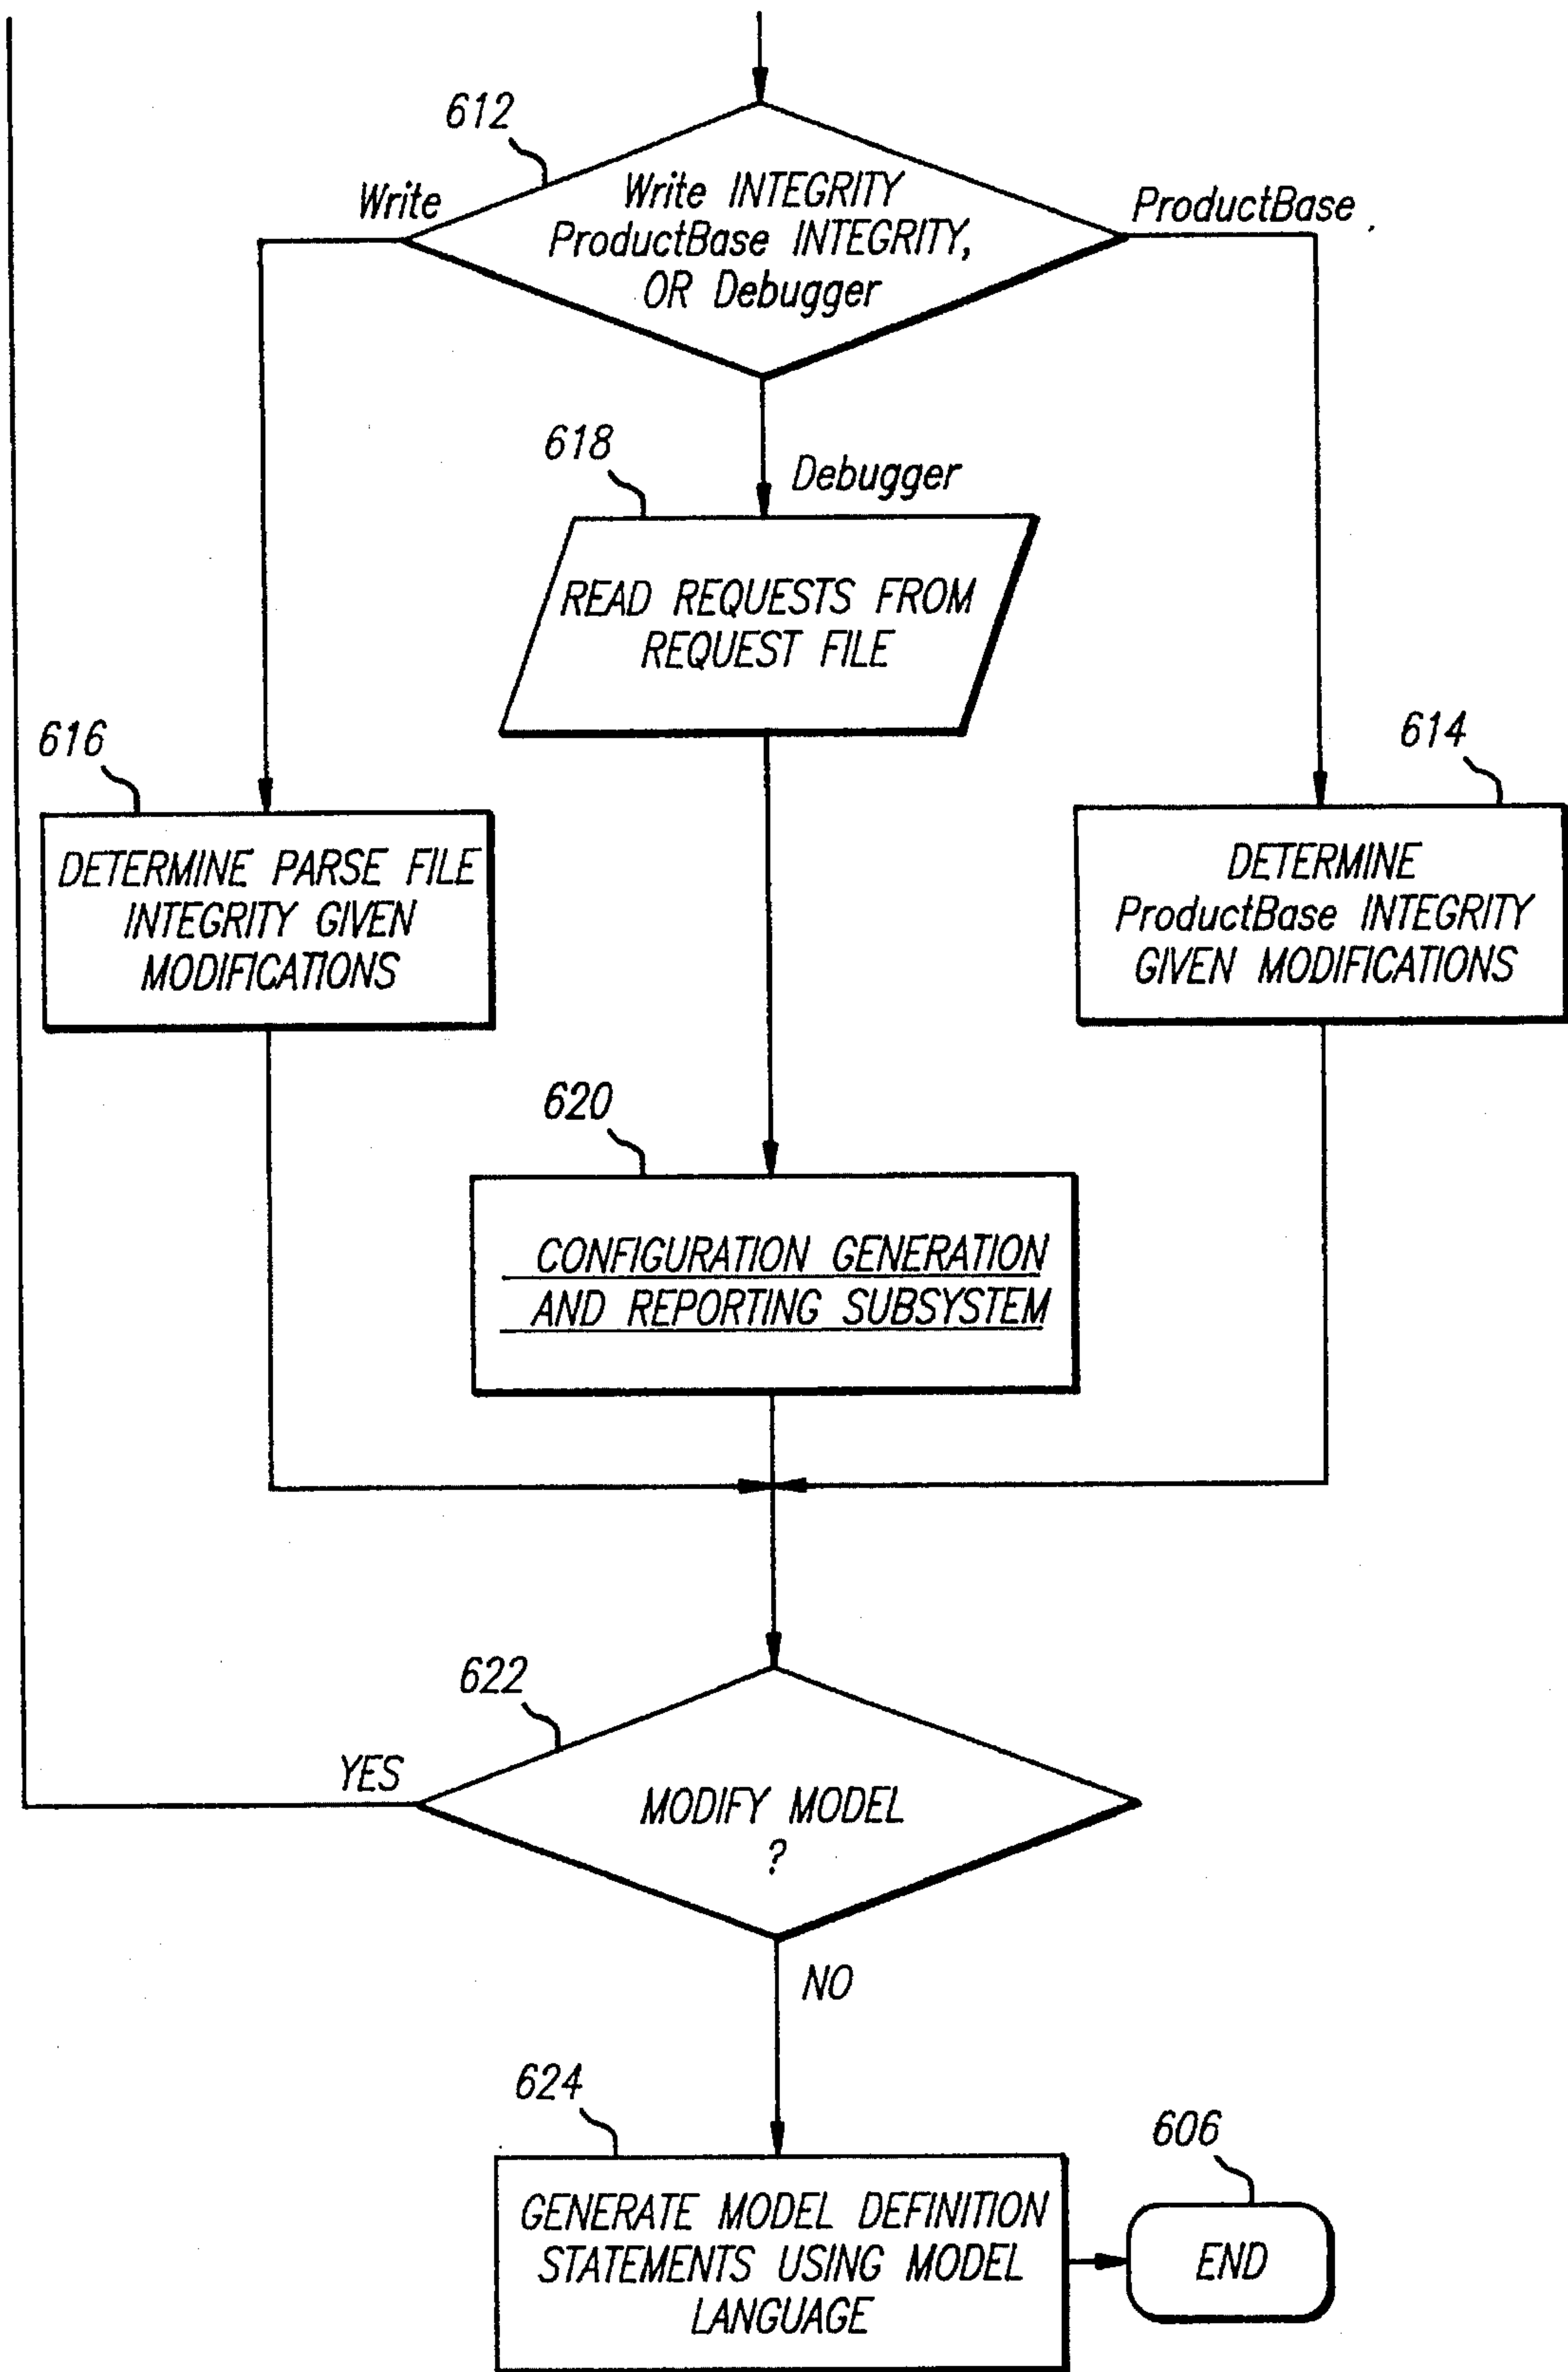 612
Write
Write INTEGRITY
ProductBase INTEGRITY,
OR Debugger
ProductBase
618
Debugger
READ REQUESTS FROM
REQUEST FILE
616
DETERMINE PARSE FILE
INTEGRITY GIVEN
MODIFICATIONS
614
DETERMINE
ProductBase INTEGRITY
GIVEN MODIFICATIONS
620
CONFIGURATION GENERATION
AND REPORTING SUBSYSTEM
622
YES
MODIFY MODEL
?
NO
624
GENERATE MODEL DEFINITION
STATEMENTS USING MODEL
LANGUAGE
606
END